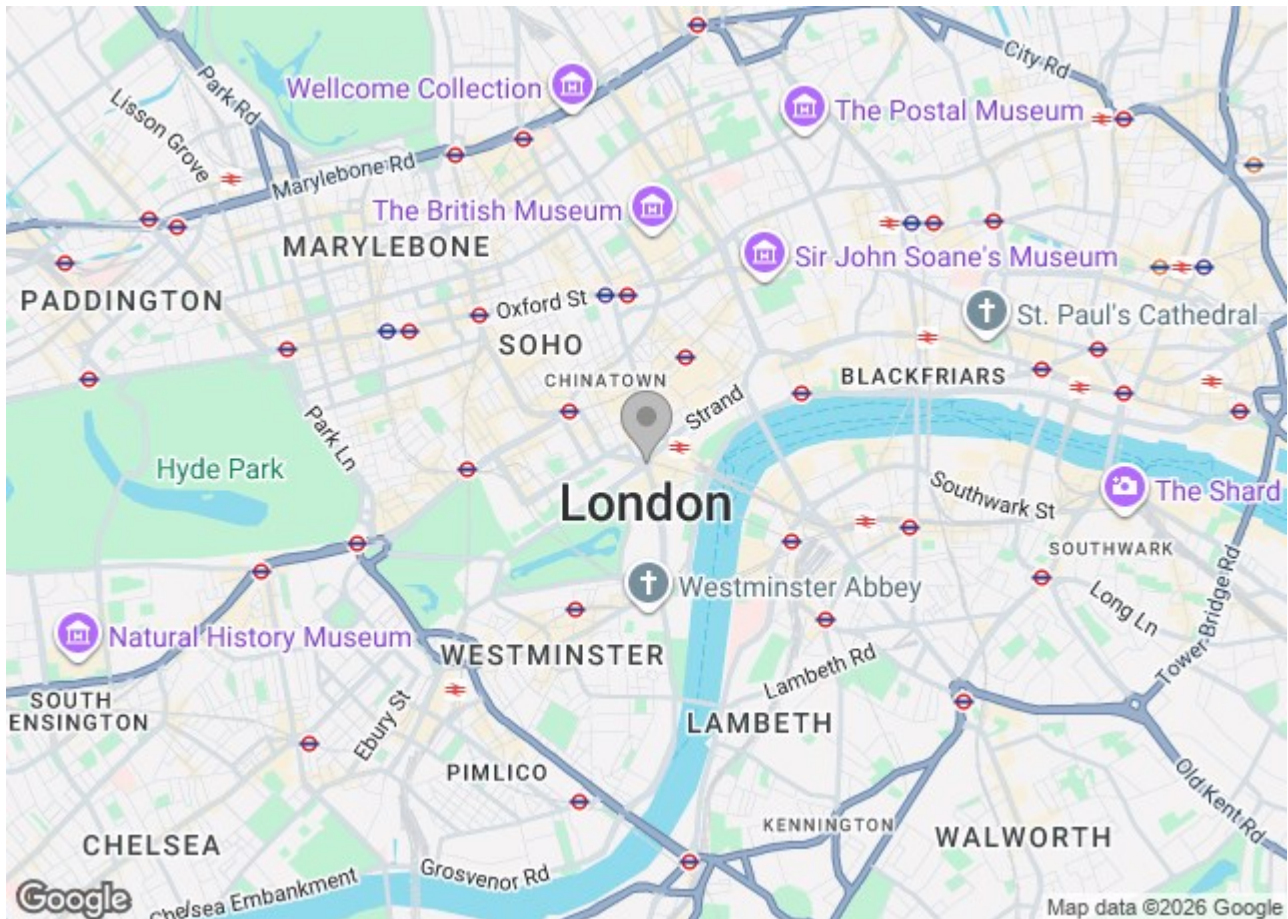 City Rd
Park Rd
Wellcome Collection
The Postal Museum
Lisson Grove
Marylebone Rd
The British Museum
MARYLEBONE
Sir John Soane's Museum
PADDINGTON
Oxford St
St. Paul's Cathedral
SOHO
CHINATOWN
BLACKFRIARS
Strand
Park Ln
Hyde Park
London
Southwark St
The Shard
SOUTHWARK
Westminster Abbey
Long Ln
Tower Bridge Rd
Natural History Museum
WESTMINSTER
Lambeth Rd
SOUTH
ENSINGTON
Ebury St
LAMBETH
PIMLICO
Old Kent Rd
KENNINGTON
WALWORTH
CHELSEA
Grosvenor Rd
Chelsea Embankment
Google
Map data ©2026 Google